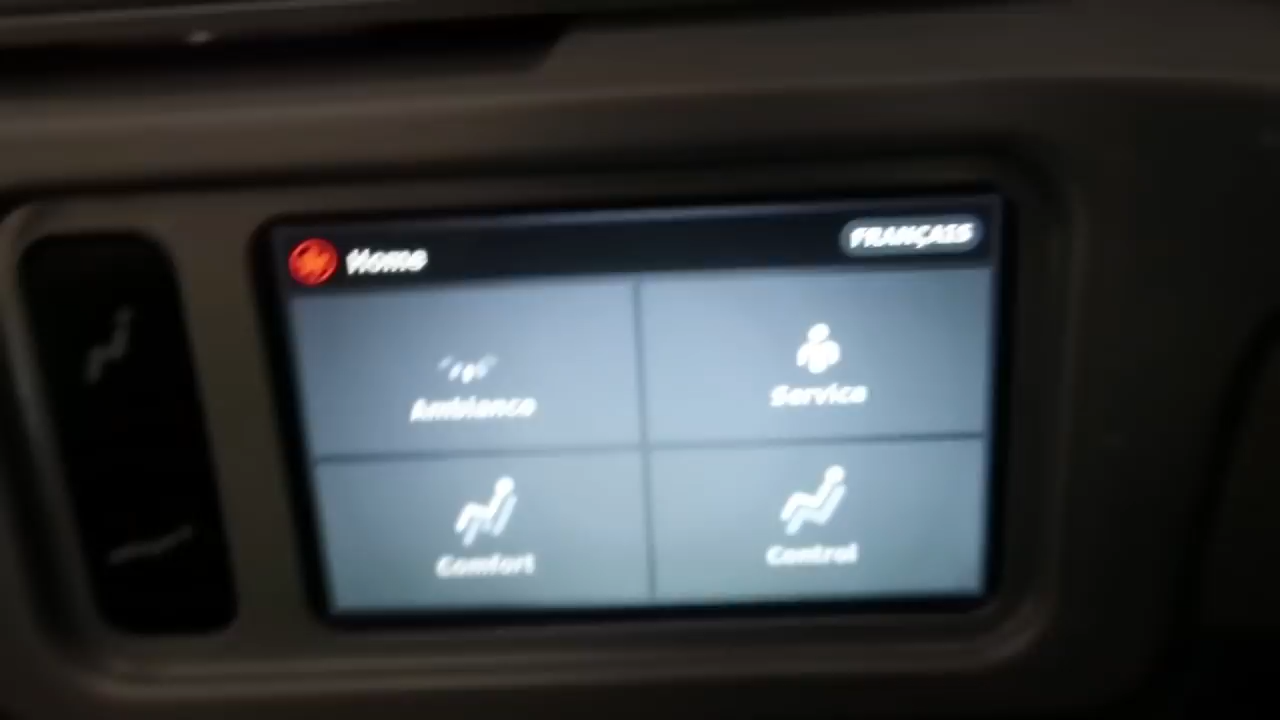 Home
FRANÇAIS
Ambiance
Service
Comfort
Control